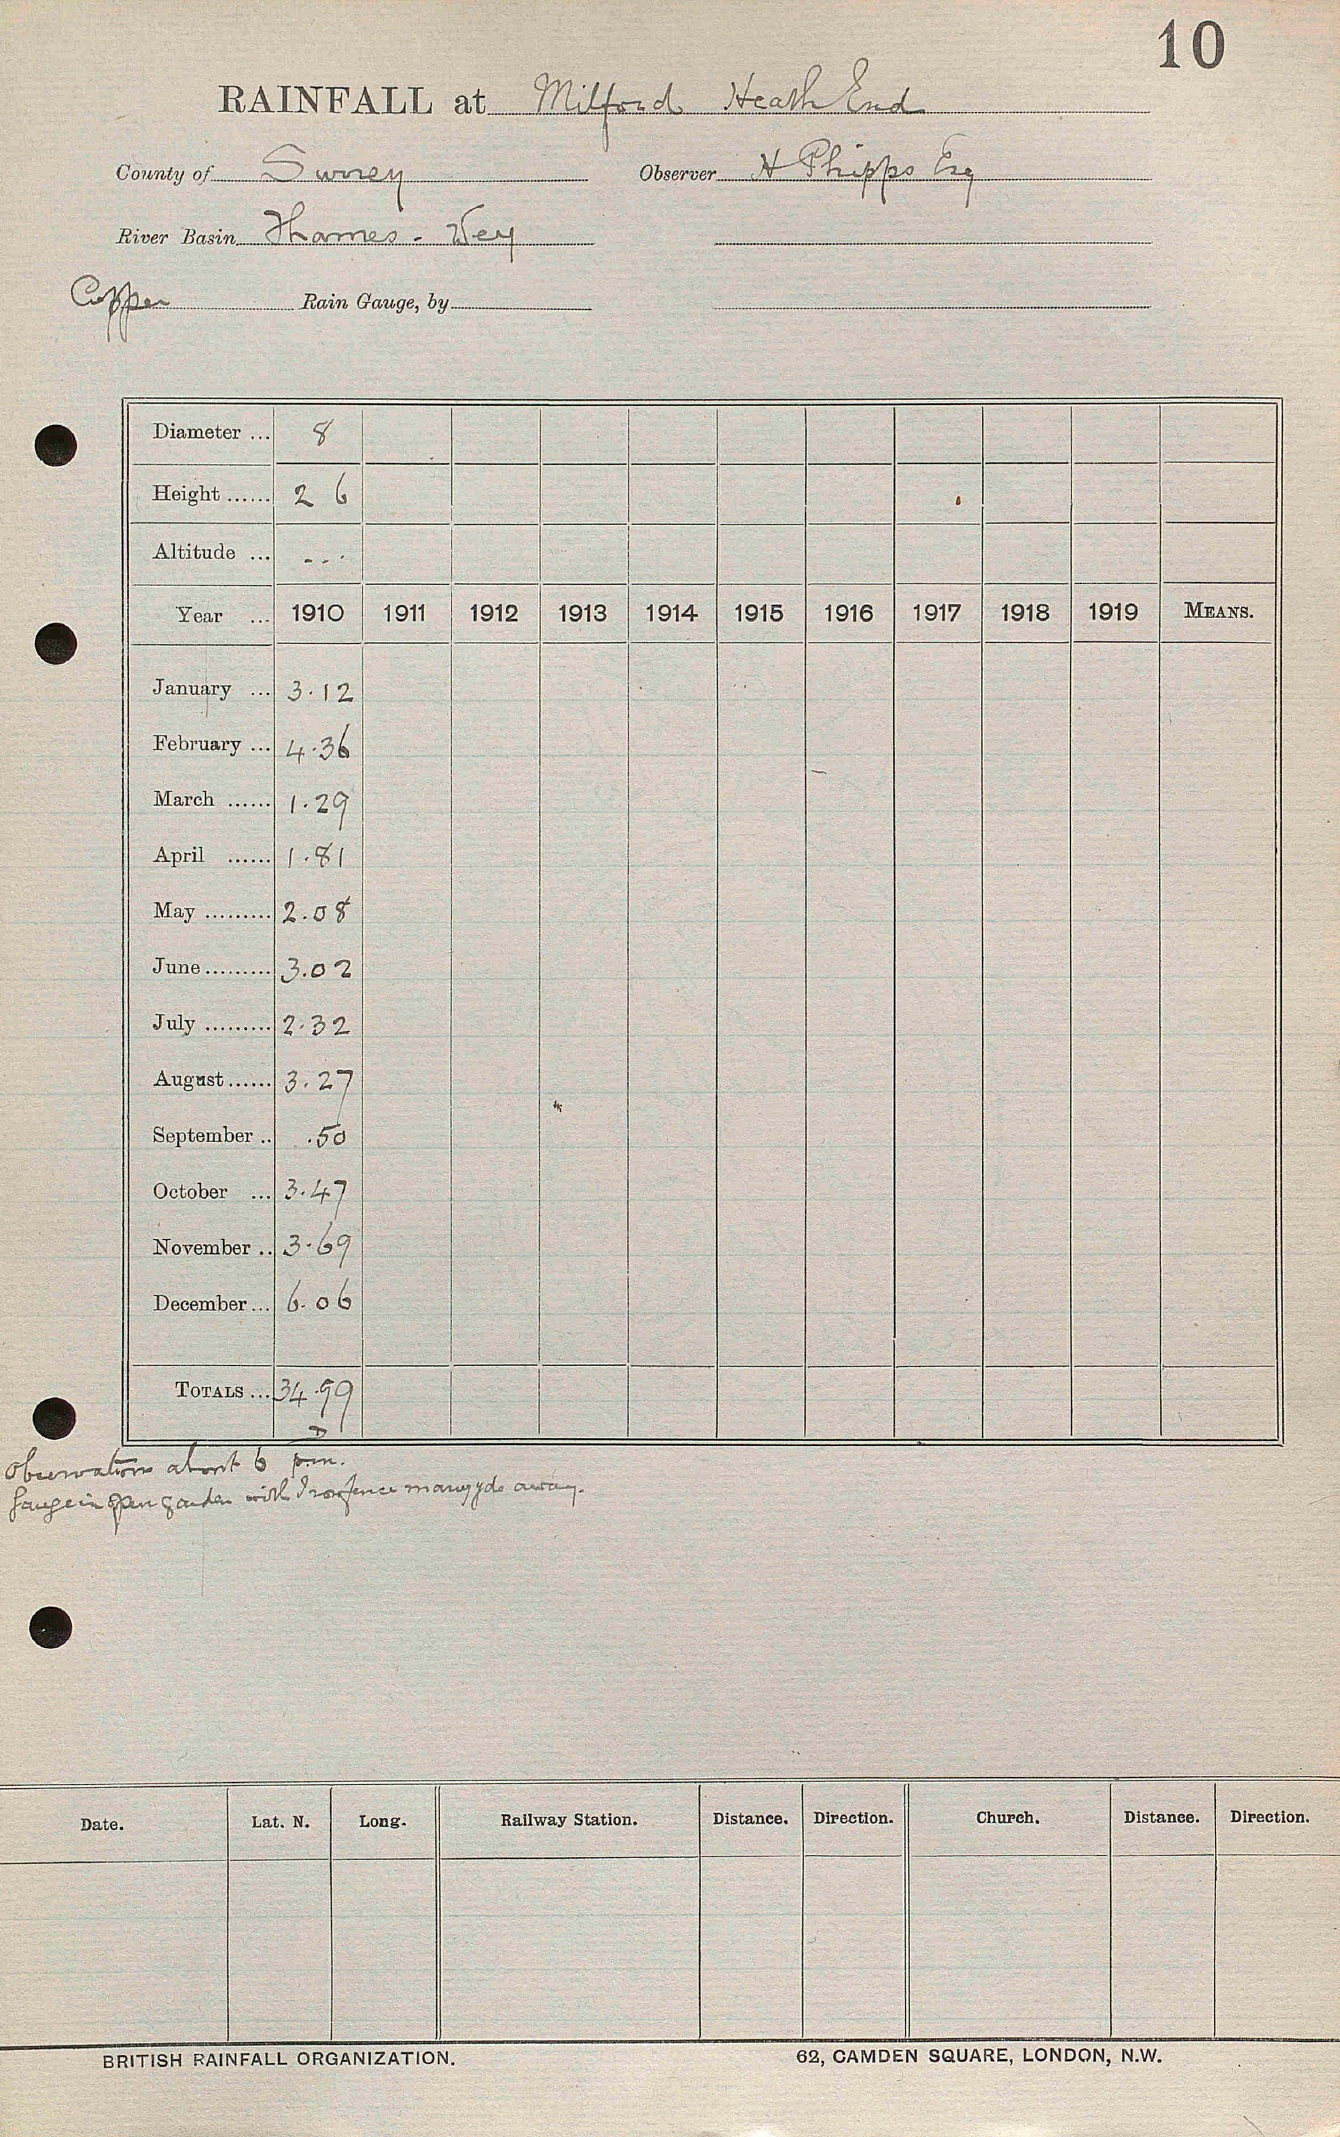 10
RAINFALL at Milford Heath End
County of Surrey Observer H Phipps Esq
River Basin Thames - Wey
Copper Rain Gauge, by
Diameter ... 8
Height ...... 2 6
Altitude ... ...
Year ... 1910 1911 1912 1913 1914 1915 1916 1917 1918 1919 MEANS.
January ... 3.12
February ... 4.36
March ...... 1.29
April ...... 1.81
May ......... 2.08
June ......... 3.02
July ......... 2.32
August ...... 3.27
September .. .50
October ... 3.47
November .. 3.69
December ... 6.06
TOTALS ... 34.99
D
Observations about 6 p.m.
Gauge in open garden with Iron fence many yds away.
Date. Lat. N. Long. Railway Station. Distance. Direction. Church. Distance. Direction.
BRITISH RAINFALL ORGANIZATION. 62, CAMDEN SQUARE, LONDON, N.W.